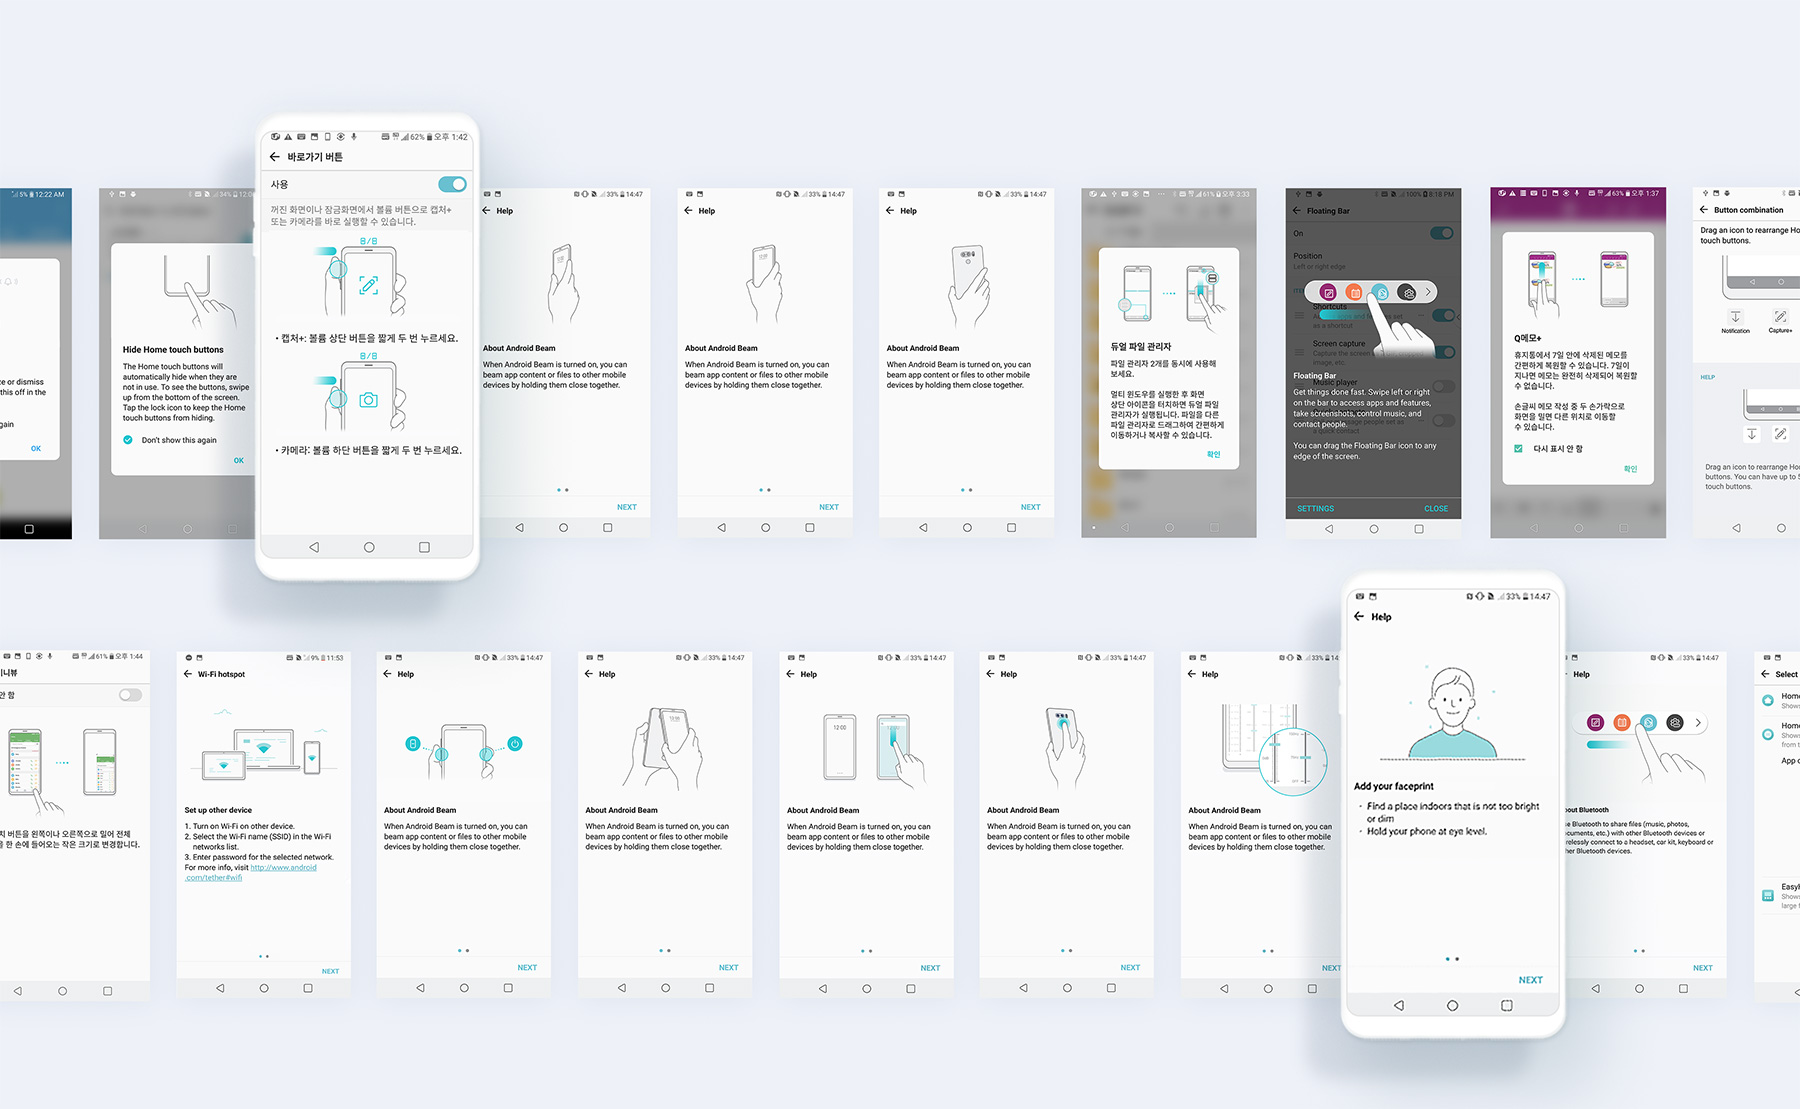 5% 12:22 AM
ze or dismiss
this off in the
gain
OK
34% 12:0
Hide Home touch buttons
The Home touch buttons will
automatically hide when they are
not in use. To see the buttons, swipe
up from the bottom of the screen.
Tap the lock icon to keep the Home
touch buttons from hiding.
Don't show this again
OK
62% 오후 1:42
바로가기 버튼
사용
꺼진 화면이나 잠금화면에서 볼륨 버튼으로 캡처+
또는 카메라를 바로 실행할 수 있습니다.
• 캡처+: 볼륨 상단 버튼을 짧게 두 번 누르세요.
• 카메라: 볼륨 하단 버튼을 짧게 두 번 누르세요.
33% 14:47
Help
About Android Beam
When Android Beam is turned on, you can
beam app content or files to other mobile
devices by holding them close together.
NEXT
33% 14:47
Help
12:00
About Android Beam
When Android Beam is turned on, you can
beam app content or files to other mobile
devices by holding them close together.
NEXT
33% 14:47
Help
About Android Beam
When Android Beam is turned on, you can
beam app content or files to other mobile
devices by holding them close together.
NEXT
61% 오후 3:33
듀얼 파일 관리자
파일 관리자 2개를 동시에 사용해
보세요.
멀티 윈도우를 실행한 후 화면
상단 아이콘을 터치하면 듀얼 파일
관리자가 실행됩니다. 파일을 다른
파일 관리자로 드래그하여 간편하게
이동하거나 복사할 수 있습니다.
확인
100% 8:18 PM
Floating Bar
On
Position
Left or right edge
Shortcuts
as a shortcut
Screen capture
Capture the screen
image, etc.
Music player
Floating Bar
Get things done fast. Swipe left or right
on the bar to access apps and features,
take screenshots, control music, and
contact people.
You can drag the Floating Bar icon to any
edge of the screen.
SETTINGS
CLOSE
63% 오후 1:37
Q메모+
휴지통에서 7일 안에 삭제된 메모를
간편하게 복원할 수 있습니다. 7일이
지나면 메모는 완전히 삭제되어 복원할
수 없습니다.
손글씨 메모 작성 중 두 손가락으로
화면을 밀면 다른 위치로 이동할
수 있습니다.
다시 표시 안 함
확인
Button combination
Drag an icon to rearrange Ho
touch buttons.
Notification
Capture+
HELP
Drag an icon to rearrange Ho
buttons. You can have up to 5
touch buttons.
61% 오후 1:44
니뷰
안 함
치 버튼을 왼쪽이나 오른쪽으로 밀어 전체
을 한 손에 들어오는 작은 크기로 변경합니다.
9% 11:53
Wi-Fi hotspot
Set up other device
1. Turn on Wi-Fi on other device.
2. Select the Wi-Fi name (SSID) in the Wi-Fi
networks list.
3. Enter password for the selected network.
For more info, visit http://www.android
.com/tether#wifi
NEXT
33% 14:47
Help
About Android Beam
When Android Beam is turned on, you can
beam app content or files to other mobile
devices by holding them close together.
NEXT
33% 14:47
Help
12:00
About Android Beam
When Android Beam is turned on, you can
beam app content or files to other mobile
devices by holding them close together.
NEXT
33% 14:47
Help
12:00
12:00
About Android Beam
When Android Beam is turned on, you can
beam app content or files to other mobile
devices by holding them close together.
NEXT
33% 14:47
Help
About Android Beam
When Android Beam is turned on, you can
beam app content or files to other mobile
devices by holding them close together.
NEXT
33% 14
Help
About Android Beam
When Android Beam is turned on, you can
beam app content or files to other mobile
devices by holding them close together.
NEXT
33% 14:47
Help
Add your faceprint
• Find a place indoors that is not too bright
or dim
• Hold your phone at eye level.
NEXT
33% 14:47
Help
out Bluetooth
e Bluetooth to share files (music, photos,
cuments, etc.) with other Bluetooth devices or
relessly connect to a headset, car kit, keyboard or
her Bluetooth devices.
NEXT
Select
Home
Shows
Home
Shows
from t
App d
EasyH
Shows
large f